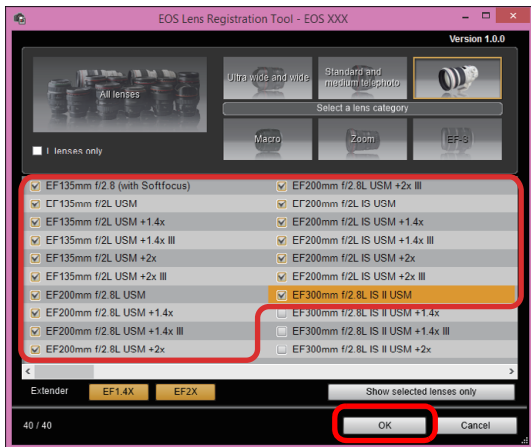 EOS Lens Registration Tool - EOS XXX
Version 1.0.0
All lenses
Ultra wide and wide
Standard and
medium telephoto
Select a lens category
L lenses only
Macro
Zoom
EF-S
EF135mm f/2.8 (with Softfocus)
EF200mm f/2.8L USM +2x III
EF135mm f/2L USM
EF200mm f/2L IS USM
EF135mm f/2L USM +1.4x
EF200mm f/2L IS USM +1.4x
EF135mm f/2L USM +1.4x III
EF200mm f/2L IS USM +1.4x III
EF135mm f/2L USM +2x
EF200mm f/2L IS USM +2x
EF135mm f/2L USM +2x III
EF200mm f/2L IS USM +2x III
EF200mm f/2.8L USM
EF300mm f/2.8L IS II USM
EF200mm f/2.8L USM +1.4x
EF300mm f/2.8L IS II USM +1.4x
EF200mm f/2.8L USM +1.4x III
EF300mm f/2.8L IS II USM +1.4x III
EF200mm f/2.8L USM +2x
EF300mm f/2.8L IS II USM +2x
Extender
EF1.4X
EF2X
Show selected lenses only
40 / 40
OK
Cancel